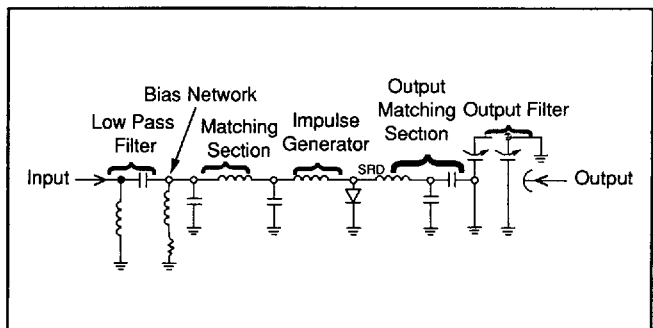 Bias Network
Low Pass
Filter
Matching
Section
Impulse
Generator
Output
Matching
Section
Output Filter
Input
SRD
Output